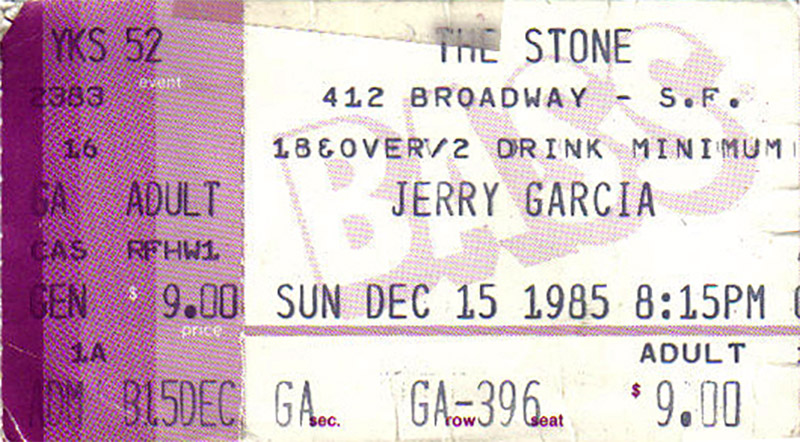 YKS 52 THE STONE
event
2383 412 BROADWAY - S.F.
16 18&OVER/2 DRINK MINIMUM
GA ADULT JERRY GARCIA
CAS RFHW1
GEN $ 9.00 SUN DEC 15 1985 8:15PM
price
1A ADULT
ADM B15DEC GA sec. GA-396 row seat $ 9.00
BASS